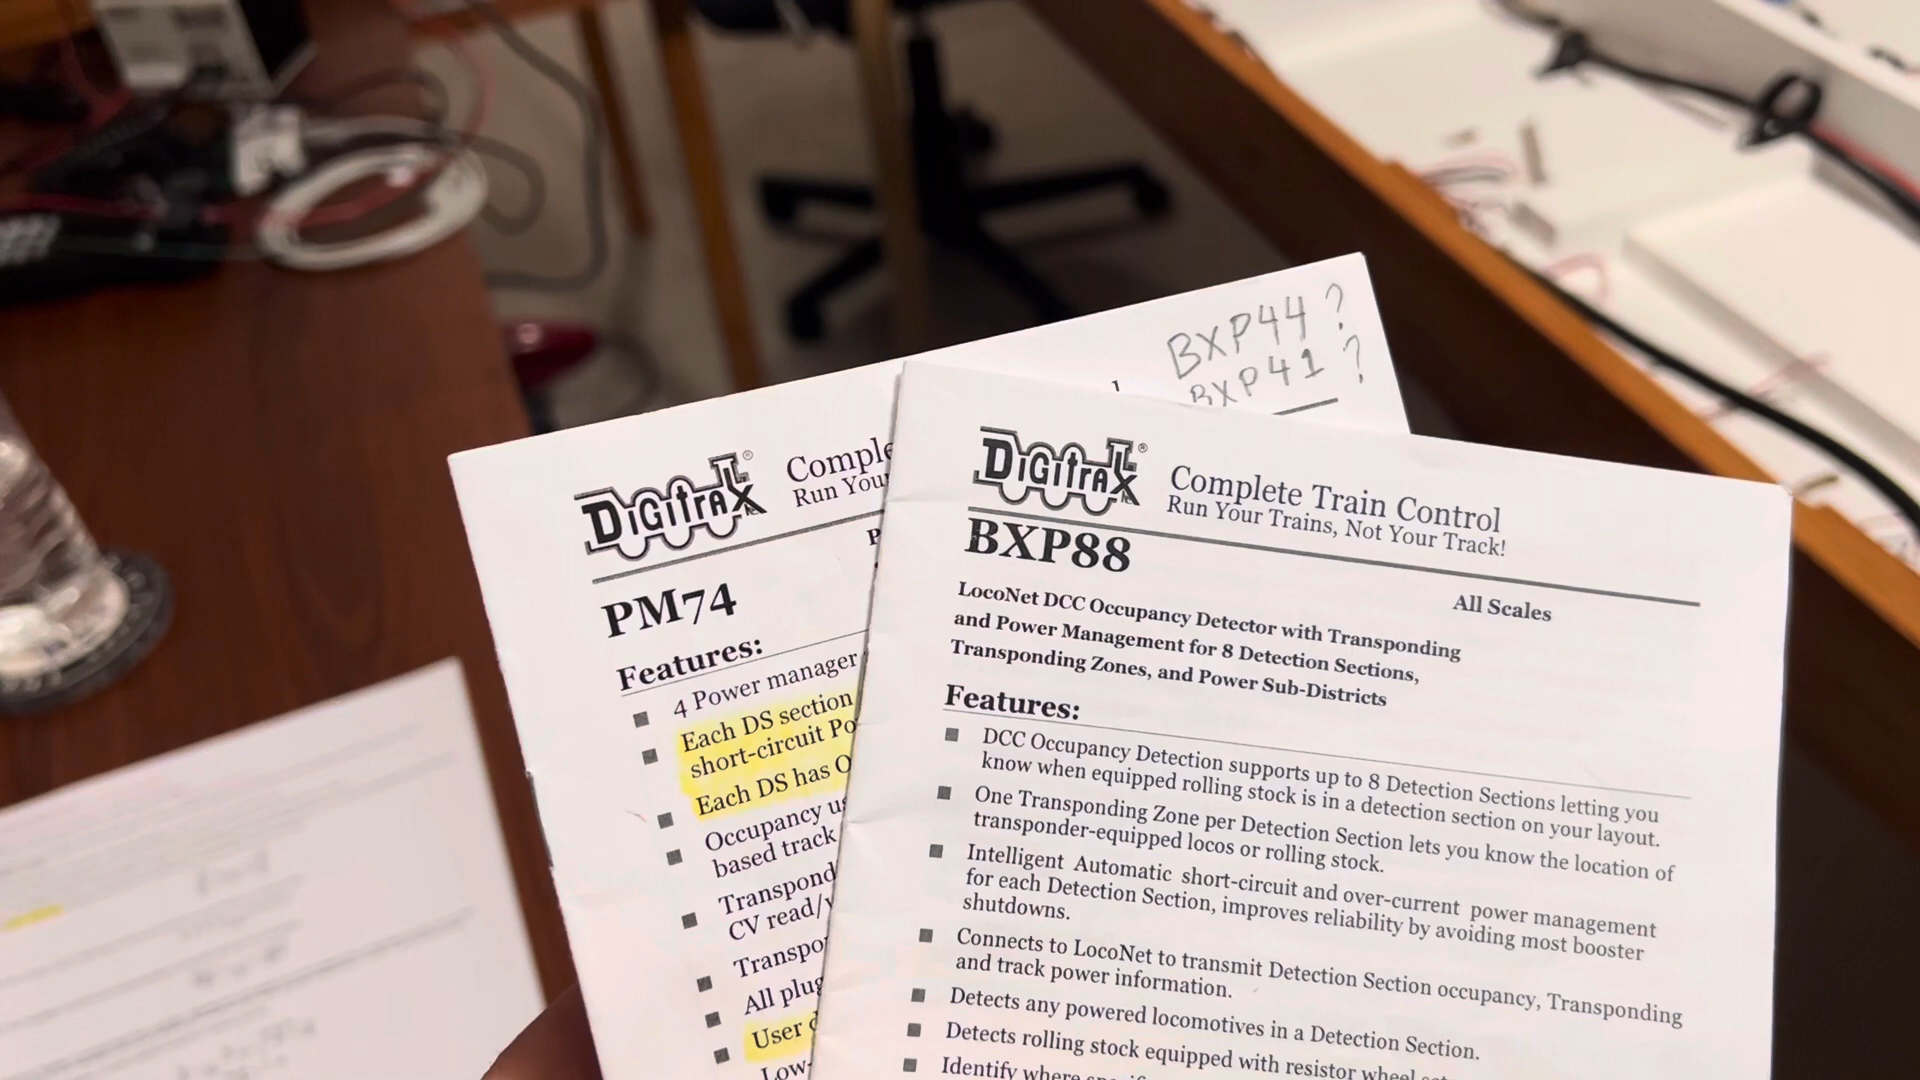 BXP44?
BXP41?
DIGITRAX
Comple
Run You
PM74
Features:
4 Power manager
Each DS section
short-circuit Po
Each DS has O
Occupancy us
based track
Transpond
CV read/
Transpo
All plug
User d
Low-
DIGITRAX
Complete Train Control
Run Your Trains, Not Your Track!
BXP88
All Scales
LocoNet DCC Occupancy Detector with Transponding
and Power Management for 8 Detection Sections,
Transponding Zones, and Power Sub-Districts
Features:
DCC Occupancy Detection supports up to 8 Detection Sections letting you
know when equipped rolling stock is in a detection section on your layout.
One Transponding Zone per Detection Section lets you know the location of
transponder-equipped locos or rolling stock.
Intelligent Automatic short-circuit and over-current power management
for each Detection Section, improves reliability by avoiding most booster
shutdowns.
Connects to LocoNet to transmit Detection Section occupancy, Transponding
and track power information.
Detects any powered locomotives in a Detection Section.
Detects rolling stock equipped with resistor wheel
Identify where